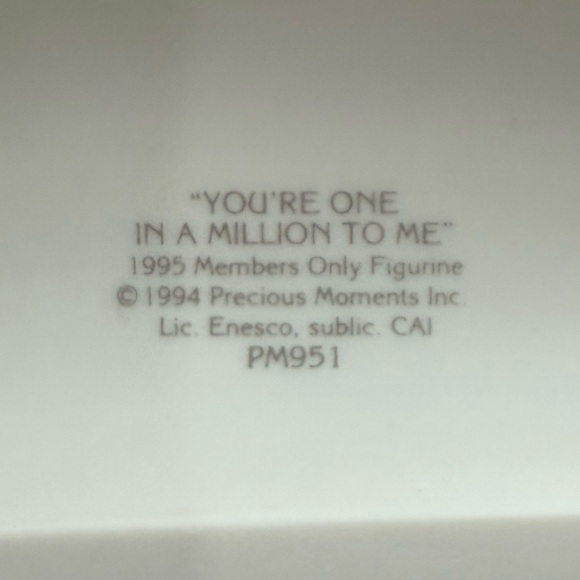 "YOU'RE ONE
IN A MILLION TO ME"
1995 Members Only Figurine
© 1994 Precious Moments Inc.
Lic. Enesco, sublic. CAI
PM951